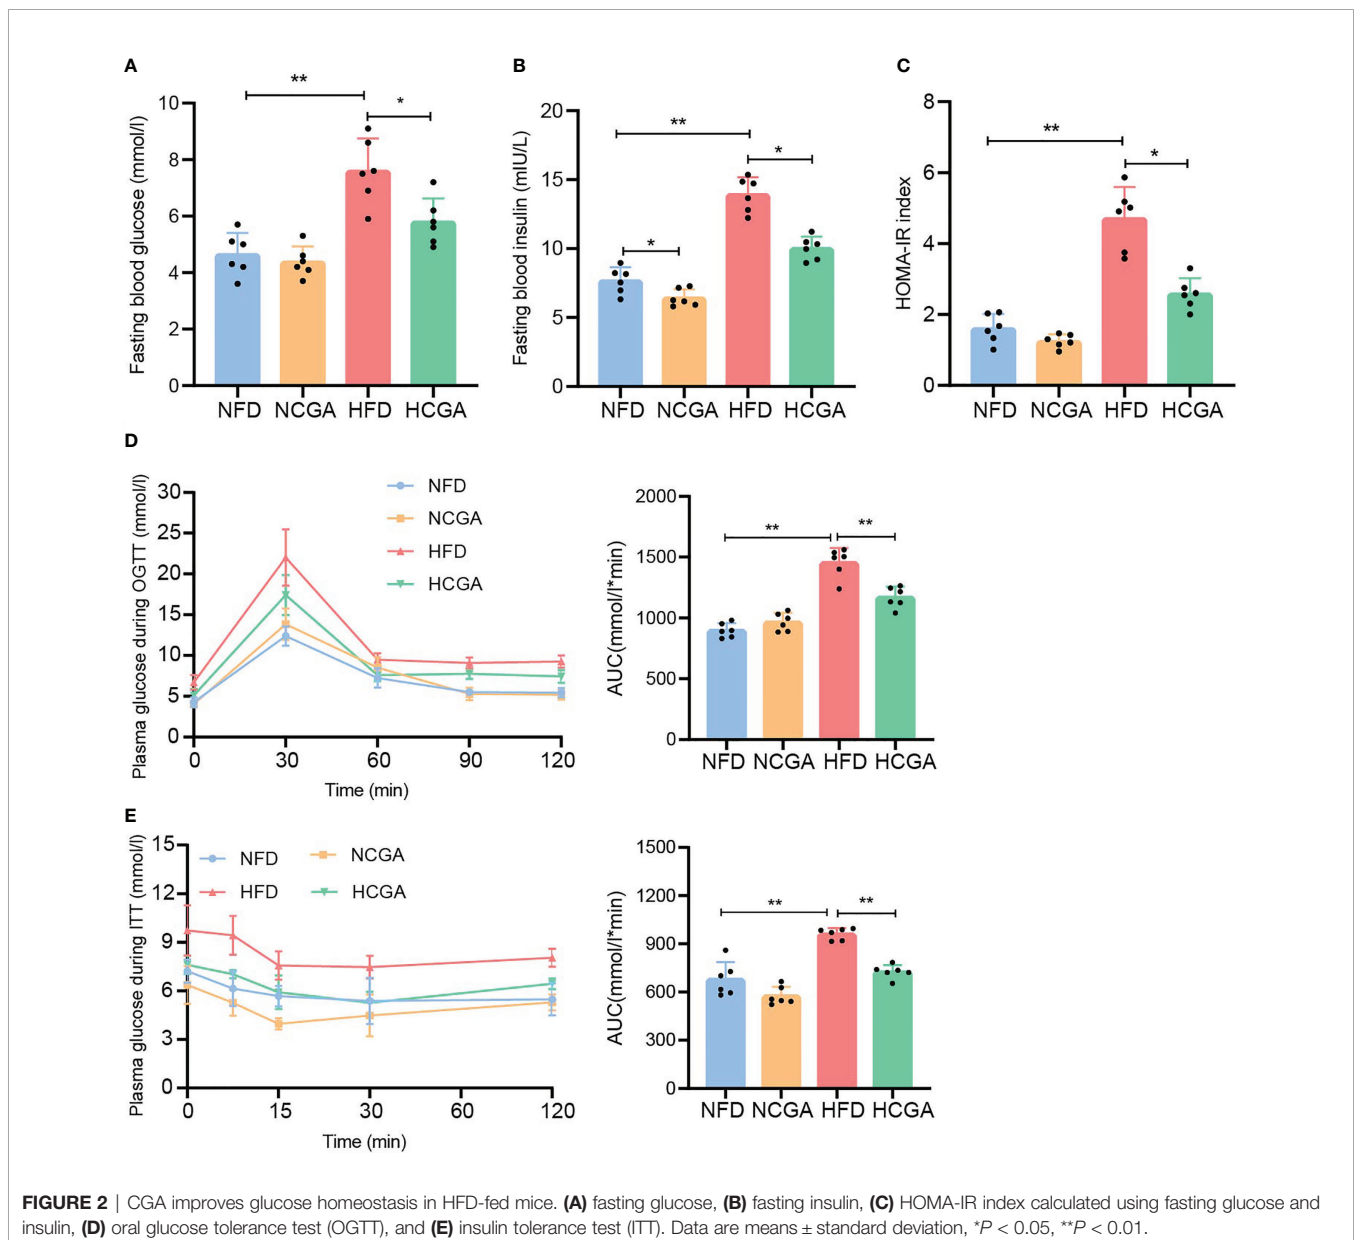 A
Fasting blood glucose (mmol/l)
10
8
6
4
2
0
**
*
NFD NCGA HFD HCGA
B
Fasting blood insulin (mIU/L)
20
15
10
5
0
**
*
*
NFD NCGA HFD HCGA
C
HOMA-IR index
8
6
4
2
0
**
*
NFD NCGA HFD HCGA
D
Plasma glucose during OGTT (mmol/l)
30
25
20
15
10
5
0
NFD
NCGA
HFD
HCGA
0 30 60 90 120
Time (min)
AUC(mmol/l*min)
2000
1500
1000
500
0
** **
NFD NCGA HFD HCGA
E
Plasma glucose during ITT (mmol/l)
15
12
9
6
3
0
NFD NCGA
HFD HCGA
0 15 30 60 120
Time (min)
AUC(mmol/l*min)
1500
1200
900
600
300
0
** **
NFD NCGA HFD HCGA
FIGURE 2 | CGA improves glucose homeostasis in HFD-fed mice. (A) fasting glucose, (B) fasting insulin, (C) HOMA-IR index calculated using fasting glucose and
insulin, (D) oral glucose tolerance test (OGTT), and (E) insulin tolerance test (ITT). Data are means ± standard deviation, *P < 0.05, **P < 0.01.